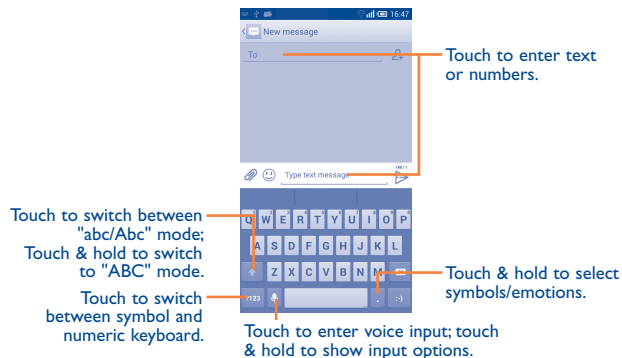 16:47
New message
To
Touch to enter text
or numbers.
160 / 1
Type text message
Touch to switch between
"abc/Abc" mode;
Touch & hold to switch
to "ABC" mode.
Q W E R T Y U I O P
A S D F G H J K L
Z X C V B N M
Touch & hold to select
symbols/emotions.
Touch to switch
between symbol and
numeric keyboard.
?123 . :-)
Touch to enter voice input; touch
& hold to show input options.